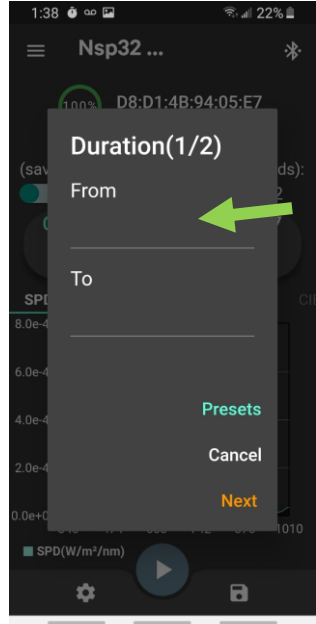 1:38 22%
Nsp32 ...
100% D8:D1:4B:94:05:E7
Duration(1/2)
(sav ds):
From
To
SPD CIE
8.0e-4
6.0e-4
4.0e-4
Presets
Cancel
2.0e-4
Next
0.0e+0
1010
SPD(W/m²/nm)